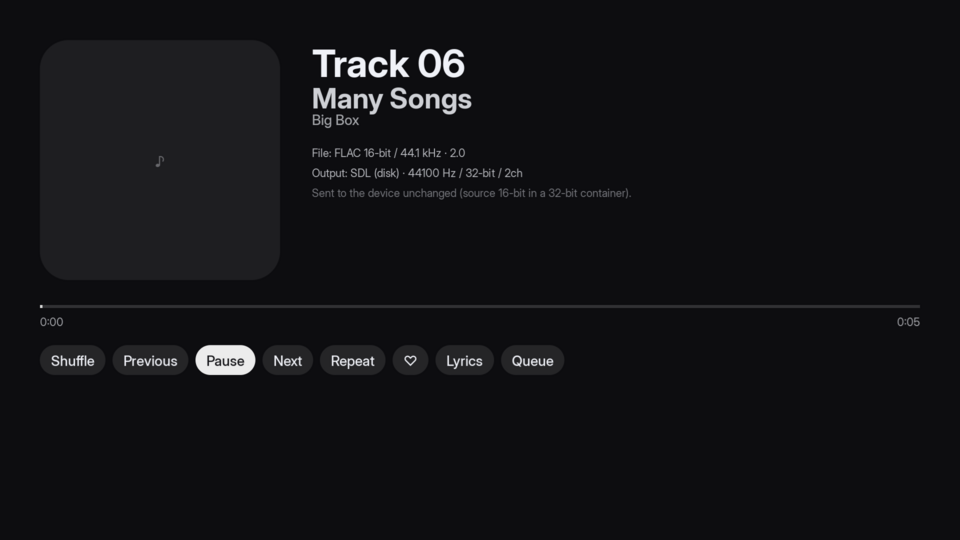 Track 06
Many Songs
Big Box
File: FLAC 16-bit / 44.1 kHz · 2.0
Output: SDL (disk) · 44100 Hz / 32-bit / 2ch
Sent to the device unchanged (source 16-bit in a 32-bit container).
0:00 0:05
Shuffle Previous Pause Next Repeat ♡ Lyrics Queue